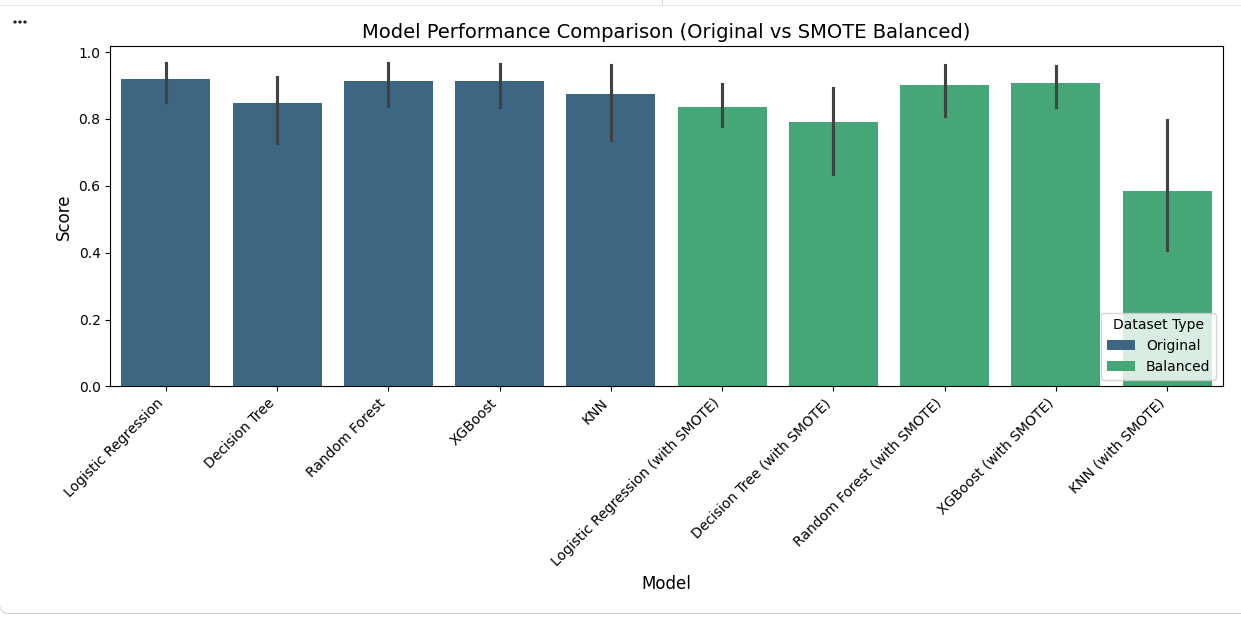 Model Performance Comparison (Original vs SMOTE Balanced)
Score
1.0
0.8
0.6
0.4
0.2
0.0
Dataset Type
Original
Balanced
Logistic Regression
Decision Tree
Random Forest
XGBoost
KNN
Logistic Regression (with SMOTE)
Decision Tree (with SMOTE)
Random Forest (with SMOTE)
XGBoost (with SMOTE)
KNN (with SMOTE)
Model